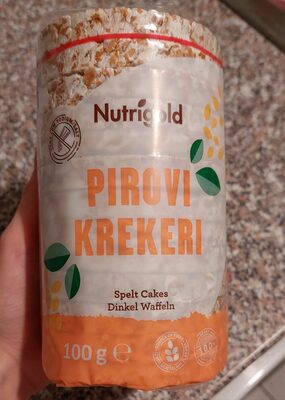 Nutrigold
PIROVI
KREKERI
Spelt Cakes
Dinkel Waffeln
100 g ℮